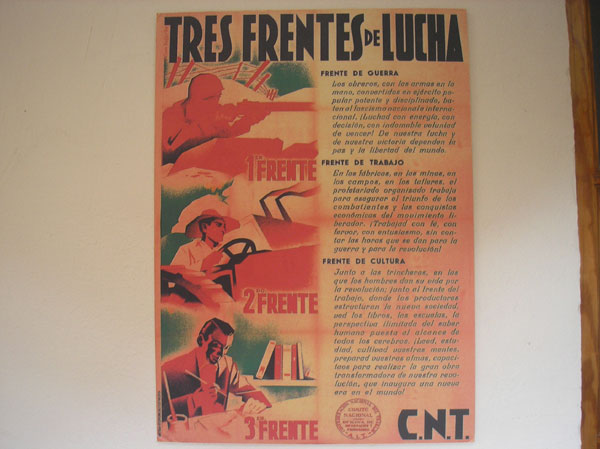 TRES FRENTES DE LUCHA
FRENTE DE GUERRA
Los obreros, con las armas en la
mano, convertidos en ejército po-
pular potente y disciplinado, ba-
ten al fascismo nacional e interna-
cional. ¡Luchad con energía, con
decisión, con indomable voluntad
de vencer! De nuestra lucha y
de nuestra victoria dependen la
paz y la libertad del mundo.
1er FRENTE
FRENTE DE TRABAJO
En las fábricas, en las minas, en
los campos, en los talleres, el
proletariado organizado trabaja
para asegurar el triunfo de los
combatientes y las conquistas
económicas del movimiento li-
berador. ¡Trabajad con fé, con
fervor, con entusiasmo, sin con-
tar las horas que se dan para la
guerra y para la revolución!
2º FRENTE
FRENTE DE CULTURA
Junto a las trincheras, en las
que los hombres dan su vida por
la revolución; junto al frente del
trabajo, donde los productores
estructuran la nueva sociedad,
ved los libros, las escuelas, la
perspectiva ilimitada del saber
humano puesta al alcance de
todos los cerebros. ¡Leed, estu-
diad, cultivad vuestras mentes,
preparad vuestras almas, capaci-
taos para realizar la gran obra
transformadora de nuestra revo-
lución, que inaugura una nueva
era en el mundo!
3er FRENTE
COMITÉ
NACIONAL
C.N.T.